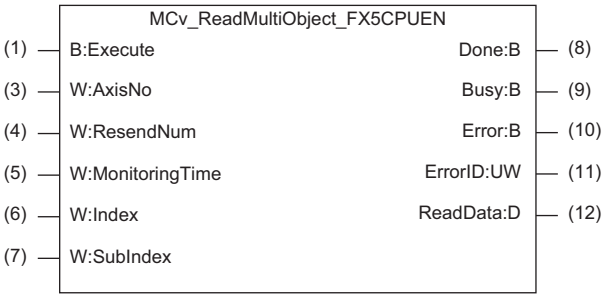 MCv_ReadMultiObject_FX5CPUEN
(1) B:Execute Done:B (8)
(3) W:AxisNo Busy:B (9)
(4) W:ResendNum Error:B (10)
(5) W:MonitoringTime ErrorID:UW (11)
(6) W:Index ReadData:D (12)
(7) W:SubIndex